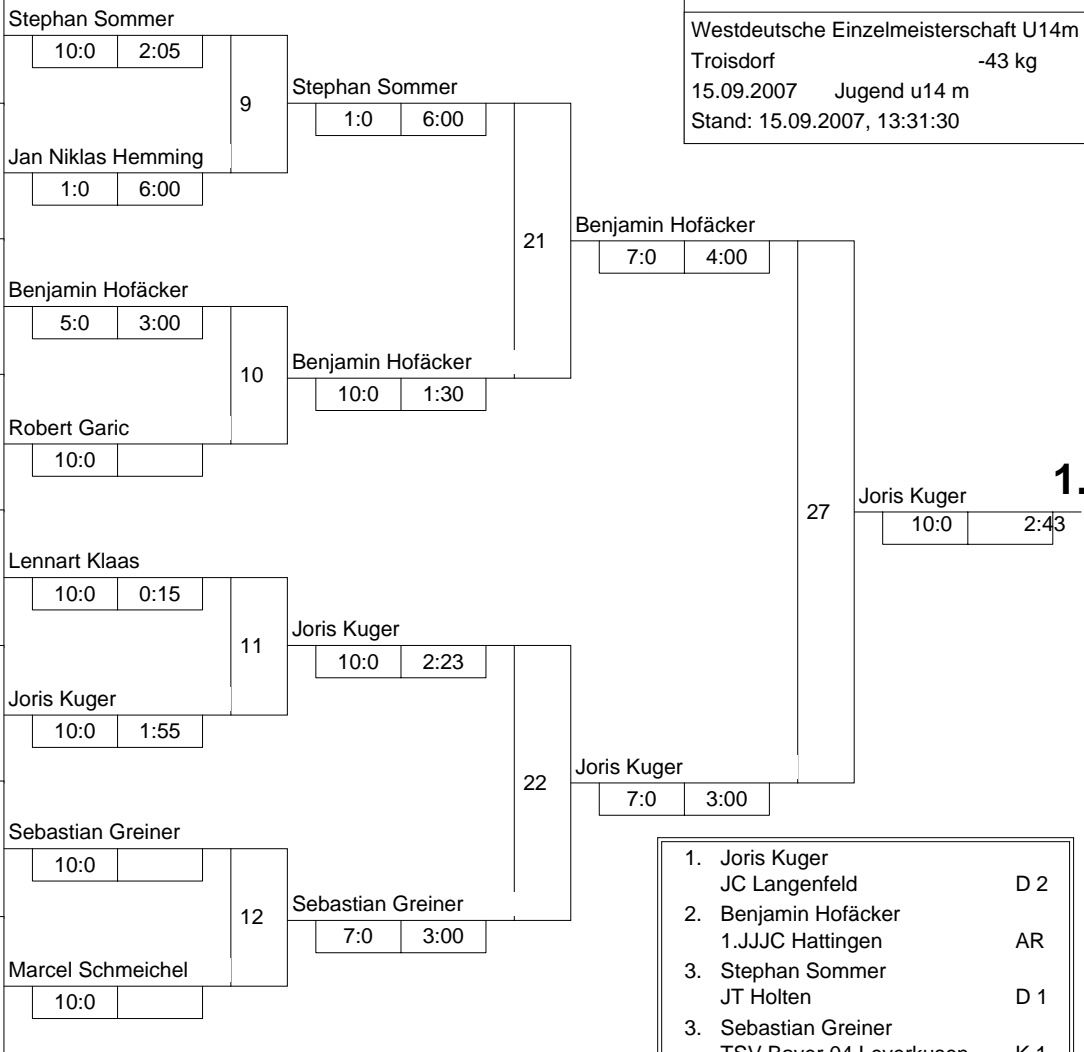 Stephan Sommer
10:0 2:05
9
Jan Niklas Hemming
1:0 6:00
Stephan Sommer
1:0 6:00
Benjamin Hofäcker
5:0 3:00
10
Robert Garic
10:0
Benjamin Hofäcker
10:0 1:30
21
Benjamin Hofäcker
7:0 4:00
Lennart Klaas
10:0 0:15
11
Joris Kuger
10:0 1:55
Joris Kuger
10:0 2:23
Sebastian Greiner
10:0
12
Marcel Schmeichel
10:0
Sebastian Greiner
7:0 3:00
22
Joris Kuger
7:0 3:00
27
Joris Kuger
1.
10:0 2:43
Westdeutsche Einzelmeisterschaft U14m
Troisdorf -43 kg
15.09.2007 Jugend u14 m
Stand: 15.09.2007, 13:31:30
1. Joris Kuger
JC Langenfeld D 2
2. Benjamin Hofäcker
1.JJJC Hattingen AR
3. Stephan Sommer
JT Holten D 1
3. Sebastian Greiner
TSV Bayer 04 Leverkusen K 1